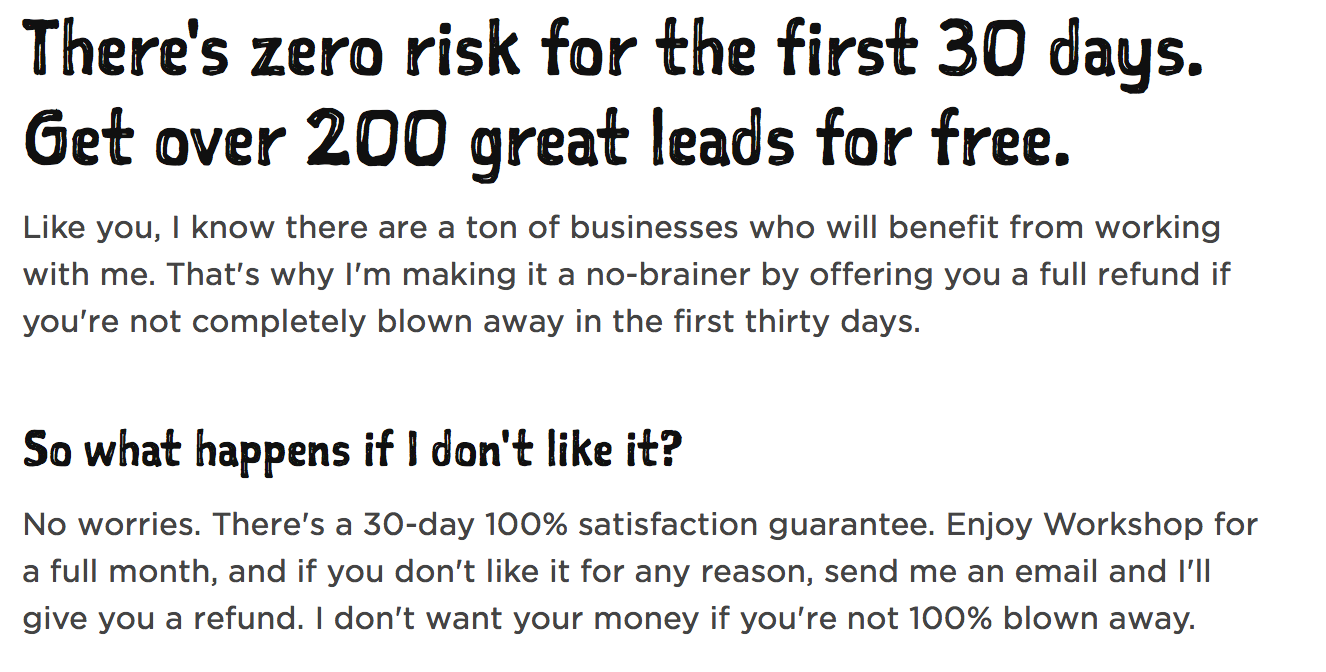 There's zero risk for the first 30 days.
Get over 200 great leads for free.
Like you, I know there are a ton of businesses who will benefit from working
with me. That's why I'm making it a no-brainer by offering you a full refund if
you're not completely blown away in the first thirty days.
So what happens if I don't like it?
No worries. There's a 30-day 100% satisfaction guarantee. Enjoy Workshop for
a full month, and if you don't like it for any reason, send me an email and I'll
give you a refund. I don't want your money if you're not 100% blown away.